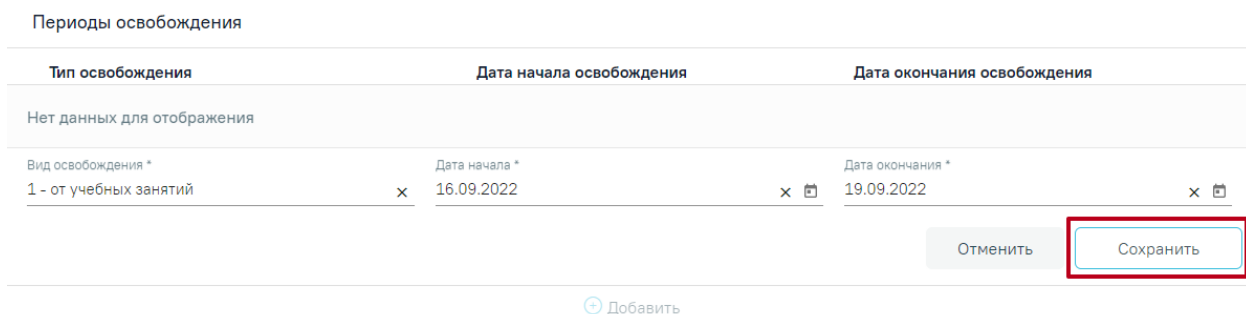 Периоды освобождения
Тип освобождения Дата начала освобождения Дата окончания освобождения
Нет данных для отображения
Вид освобождения * Дата начала * Дата окончания *
1 - от учебных занятий 16.09.2022 19.09.2022
Отменить Сохранить
Добавить